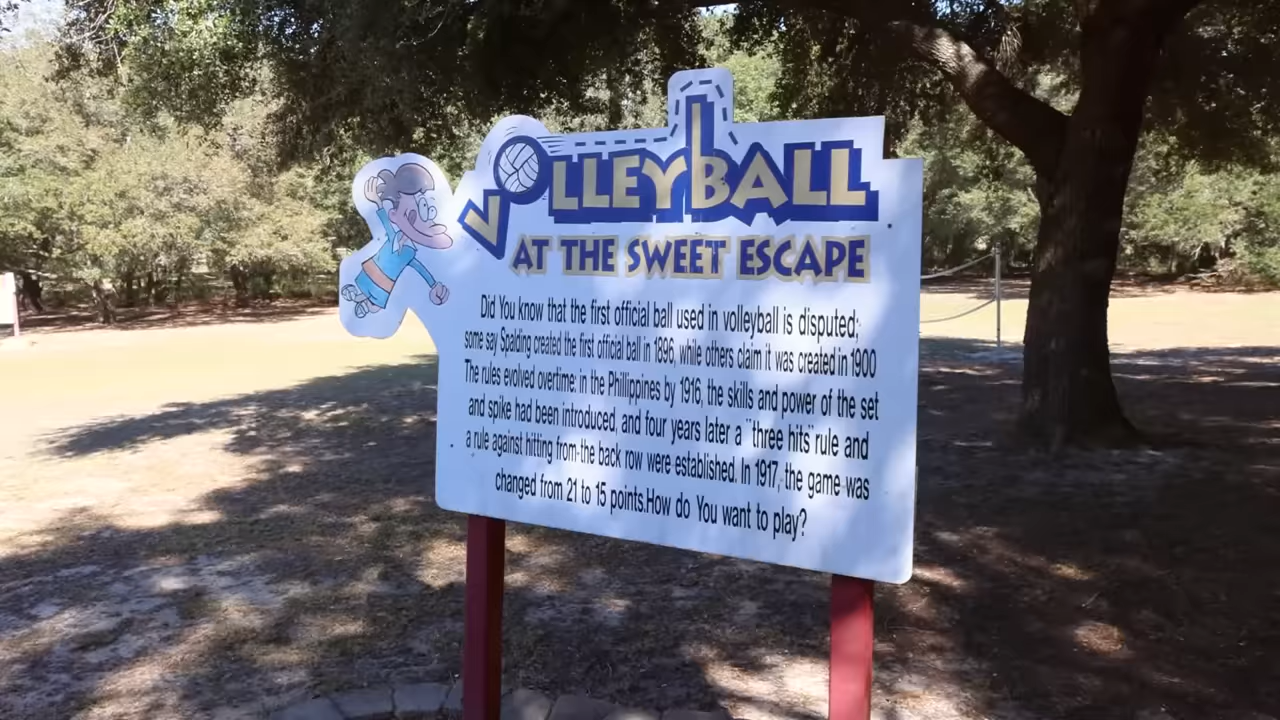 VOLLEYBALL
AT THE SWEET ESCAPE
Did You know that the first official ball used in volleyball is disputed;
some say Spalding created the first official ball in 1896, while others claim it was created in 1900
The rules evolved overtime: in the Phillippines by 1916, the skills and power of the set
and spike had been introduced, and four years later a "three hits" rule and
a rule against hitting from the back row were established. In 1917, the game was
changed from 21 to 15 points.How do You want to play?